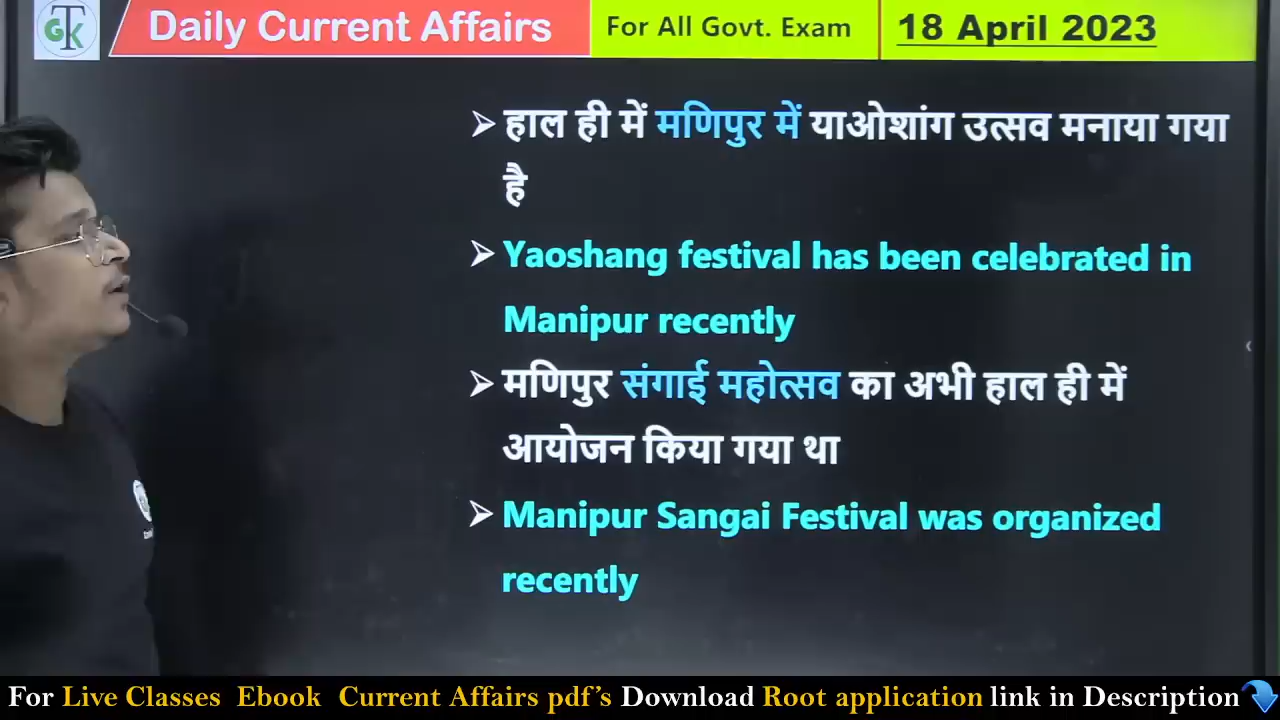 GTK
Daily Current Affairs
For All Govt. Exam
18 April 2023
➢ हाल ही में मणिपुर में याओशांग उत्सव मनाया गया
है
➢ Yaoshang festival has been celebrated in
Manipur recently
➢ मणिपुर संगाई महोत्सव का अभी हाल ही में
आयोजन किया गया था
➢ Manipur Sangai Festival was organized
recently
For Live Classes Ebook Current Affairs pdf's Download Root application link in Description